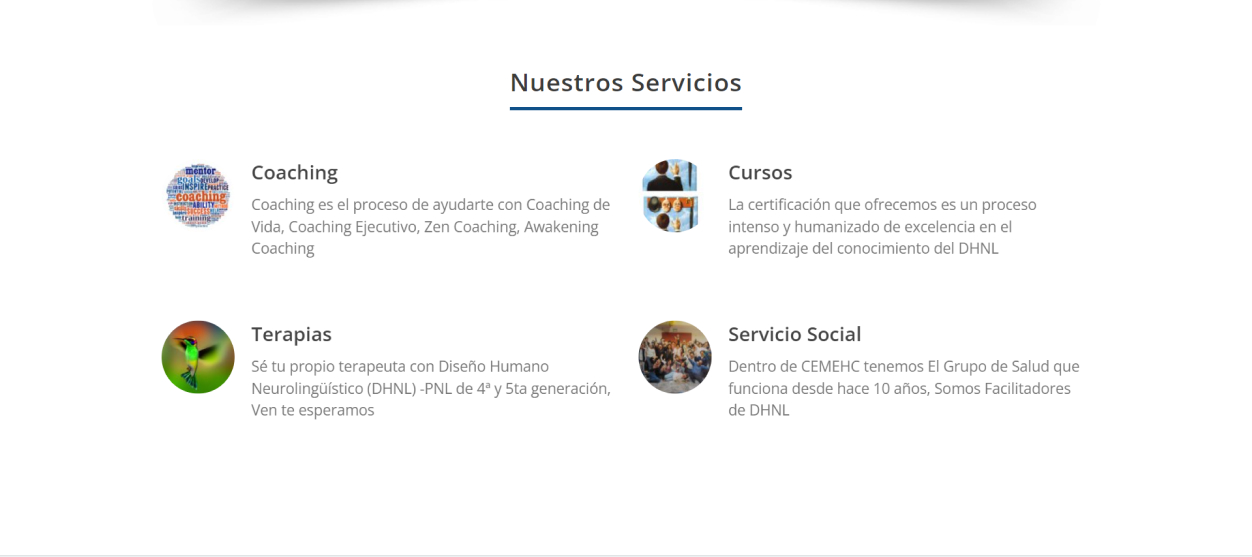 Nuestros Servicios
mentor
goals
INSPIRE PRACTICE
coaching
ABILITY
SUCCESS
training
Coaching
Coaching es el proceso de ayudarte con Coaching de
Vida, Coaching Ejecutivo, Zen Coaching, Awakening
Coaching
Cursos
La certificación que ofrecemos es un proceso
intenso y humanizado de excelencia en el
aprendizaje del conocimiento del DHNL
Terapias
Sé tu propio terapeuta con Diseño Humano
Neurolingüístico (DHNL) -PNL de 4ª y 5ta generación,
Ven te esperamos
Servicio Social
Dentro de CEMEHC tenemos El Grupo de Salud que
funciona desde hace 10 años, Somos Facilitadores
de DHNL